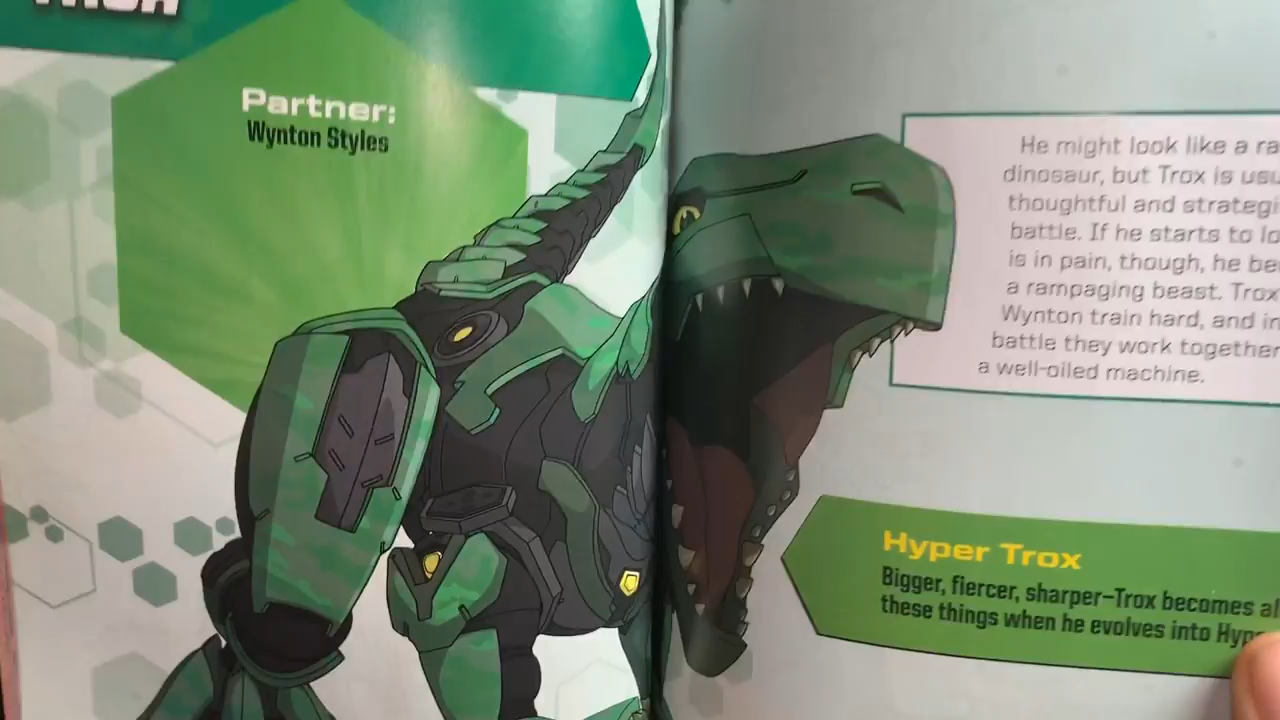 Partner:
Wynton Styles
He might look like a
dinosaur, but Trox is
thoughtful and
battle. If he starts to
is in pain, though, he
a rampaging beast. Trox
Wynton train hard, and in
battle they work together
a well-oiled machine.
Hyper Trox
Bigger, fiercer, sharper–Trox becomes
these things when he evolves into